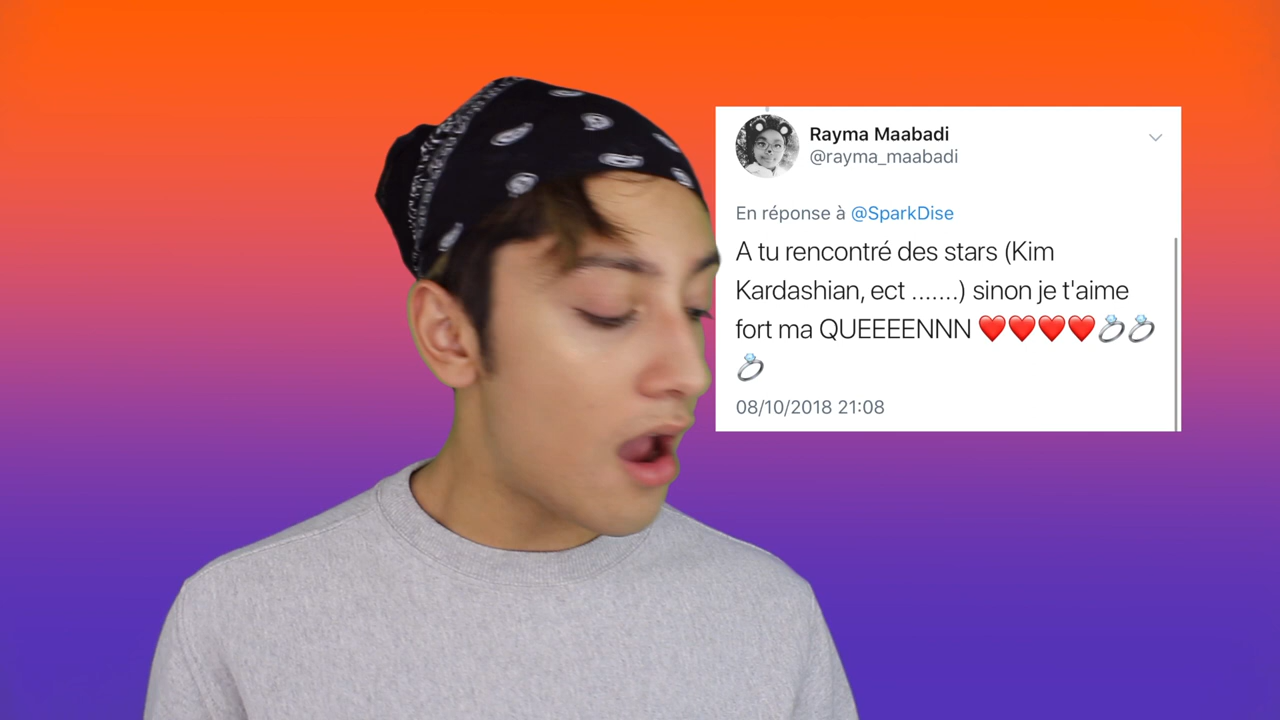 Rayma Maabadi
@rayma_maabadi
En réponse à @SparkDise
A tu rencontré des stars (Kim
Kardashian, ect .......) sinon je t'aime
fort ma QUEEEENNN ❤️❤️❤️❤️💍💍
💍
08/10/2018 21:08